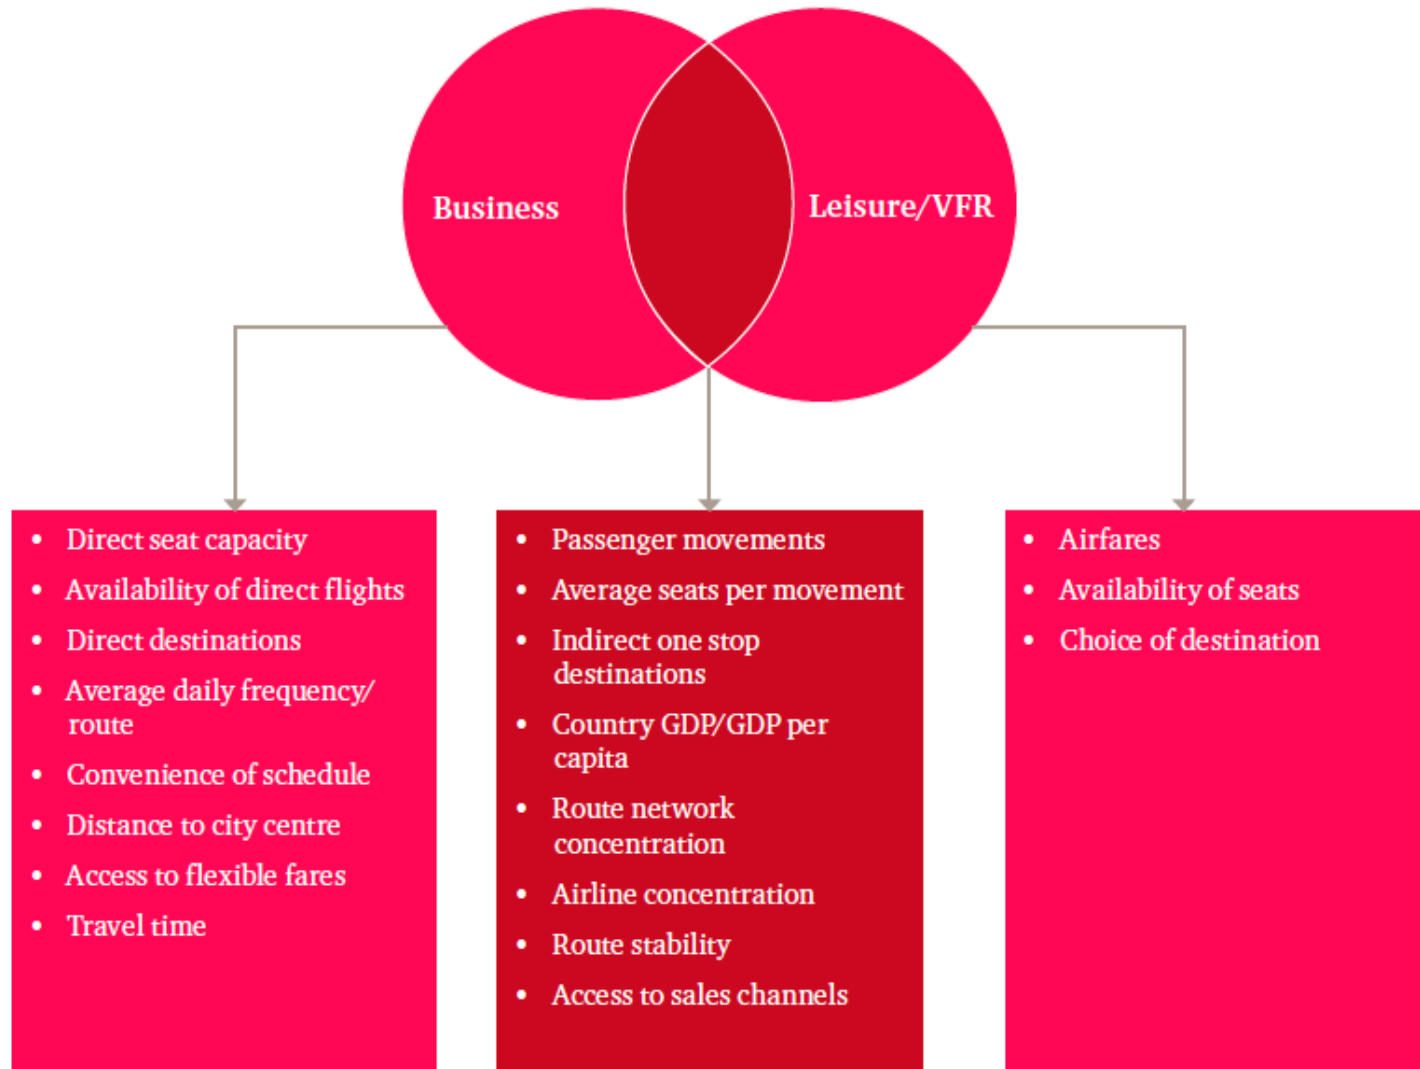 Business
Leisure/VFR
• Direct seat capacity
• Availability of direct flights
• Direct destinations
• Average daily frequency/
route
• Convenience of schedule
• Distance to city centre
• Access to flexible fares
• Travel time
• Passenger movements
• Average seats per movement
• Indirect one stop
destinations
• Country GDP/GDP per
capita
• Route network
concentration
• Airline concentration
• Route stability
• Access to sales channels
• Airfares
• Availability of seats
• Choice of destination